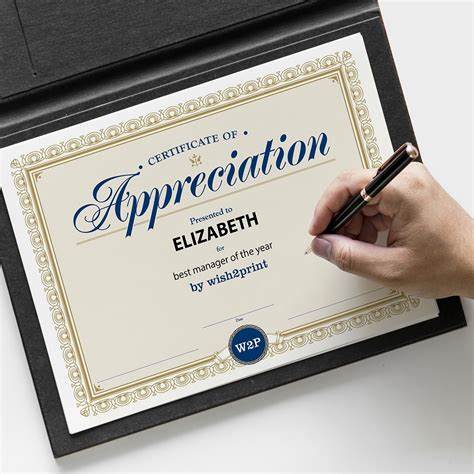 CERTIFICATE OF
Appreciation
Presented to
ELIZABETH
for
best manager of the year
by wish2print
Date
W2P